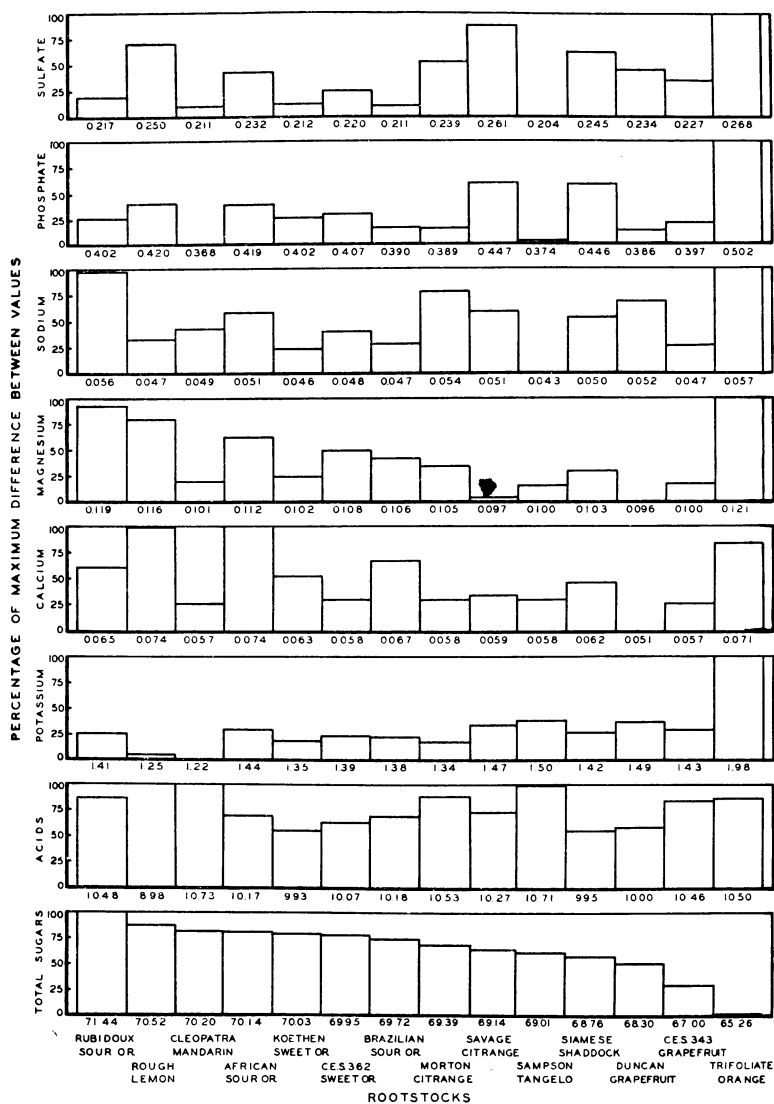 PERCENTAGE OF MAXIMUM DIFFERENCE BETWEEN VALUES
SULFATE
100
75
50
25
0
0.217 0.250 0.211 0.232 0.212 0.220 0.211 0.239 0.261 0.204 0.245 0.234 0.227 0.268
PHOSPHATE
100
75
50
25
0
0.402 0.420 0.368 0.419 0.402 0.407 0.390 0.389 0.447 0.374 0.446 0.386 0.397 0.502
SODIUM
100
75
50
25
0
0.056 0.047 0.049 0.051 0.046 0.048 0.047 0.054 0.051 0.043 0.050 0.052 0.047 0.057
MAGNESIUM
100
75
50
25
0
0.119 0.116 0.101 0.112 0.102 0.108 0.106 0.105 0.097 0.100 0.103 0.096 0.100 0.121
CALCIUM
100
75
50
25
0
0.065 0.074 0.057 0.074 0.063 0.058 0.067 0.058 0.059 0.058 0.062 0.051 0.057 0.071
POTASSIUM
100
75
50
25
0
1.41 1.25 1.22 1.44 1.35 1.39 1.38 1.34 1.47 1.50 1.42 1.49 1.43 1.98
ACIDS
100
75
50
25
0
10.48 8.98 10.73 10.17 9.93 10.07 10.18 10.53 10.27 10.71 9.95 10.00 10.46 10.50
TOTAL SUGARS
100
75
50
25
0
71.44 70.52 70.20 70.14 70.03 69.95 69.72 69.39 69.14 69.01 68.76 68.30 67.00 65.26
RUBIDOUX CLEOPATRA KOETHEN BRAZILIAN SAVAGE SIAMESE C.E.S. 343
SOUR OR. MANDARIN SWEET OR. SOUR OR. CITRANGE SHADDOCK GRAPEFRUIT
ROUGH AFRICAN C.E.S. 362 MORTON SAMPSON DUNCAN TRIFOLIATE
LEMON SOUR OR. SWEET OR. CITRANGE TANGELO GRAPEFRUIT ORANGE
ROOTSTOCKS